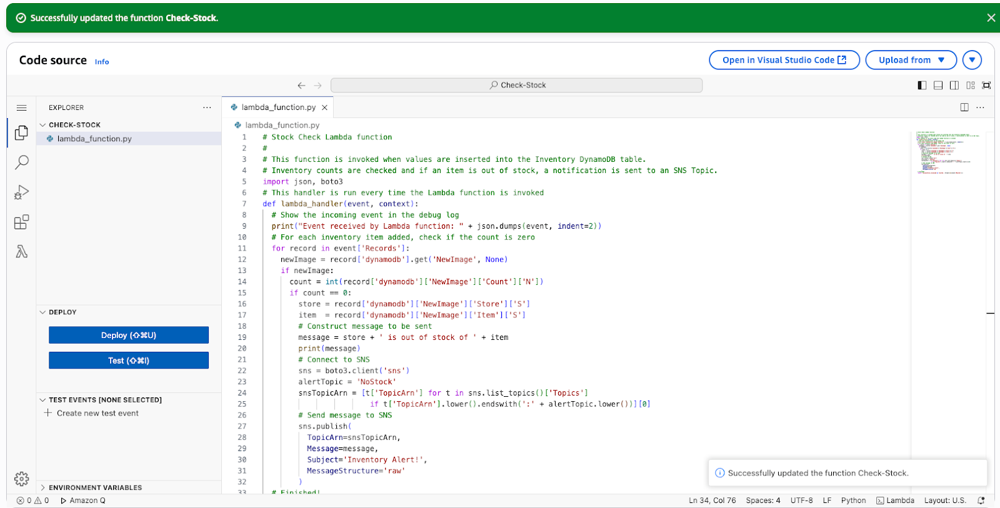 Successfully updated the function Check-Stock.
Code source Info
Open in Visual Studio Code
Upload from
Check-Stock
EXPLORER
CHECK-STOCK
lambda_function.py
lambda_function.py
lambda_function.py
1 # Stock Check Lambda function
2 #
3 # This function is invoked when values are inserted into the Inventory DynamoDB table.
4 # Inventory counts are checked and if an item is out of stock, a notification is sent to an SNS Topic.
5 import json, boto3
6 # This handler is run every time the Lambda function is invoked
7 def lambda_handler(event, context):
8 # Show the incoming event in the debug log
9 print("Event received by Lambda function: " + json.dumps(event, indent=2))
10 # For each inventory item added, check if the count is zero
11 for record in event['Records']:
12 newImage = record['dynamodb'].get('NewImage', None)
13 if newImage:
14 count = int(record['dynamodb']['NewImage']['Count']['N'])
15 if count == 0:
16 store = record['dynamodb']['NewImage']['Store']['S']
17 item  = record['dynamodb']['NewImage']['Item']['S']
18 # Construct message to be sent
19 message = store + ' is out of stock of ' + item
20 print(message)
21 # Connect to SNS
22 sns = boto3.client('sns')
23 alertTopic = 'NoStock'
24 snsTopicArn = [t['TopicArn'] for t in sns.list_topics()['Topics']
25 if t['TopicArn'].lower().endswith(':' + alertTopic.lower())][0]
26 # Send message to SNS
27 sns.publish(
28 TopicArn=snsTopicArn,
29 Message=message,
30 Subject='Inventory Alert!',
31 MessageStructure='raw'
32 )
33 # Finished!
DEPLOY
Deploy (⇧⌘U)
Test (⇧⌘I)
TEST EVENTS [NONE SELECTED]
+ Create new test event
ENVIRONMENT VARIABLES
Successfully updated the function Check-Stock.
0 0 Amazon Q
Ln 34, Col 76 Spaces: 4 UTF-8 LF Python Lambda Layout: U.S.